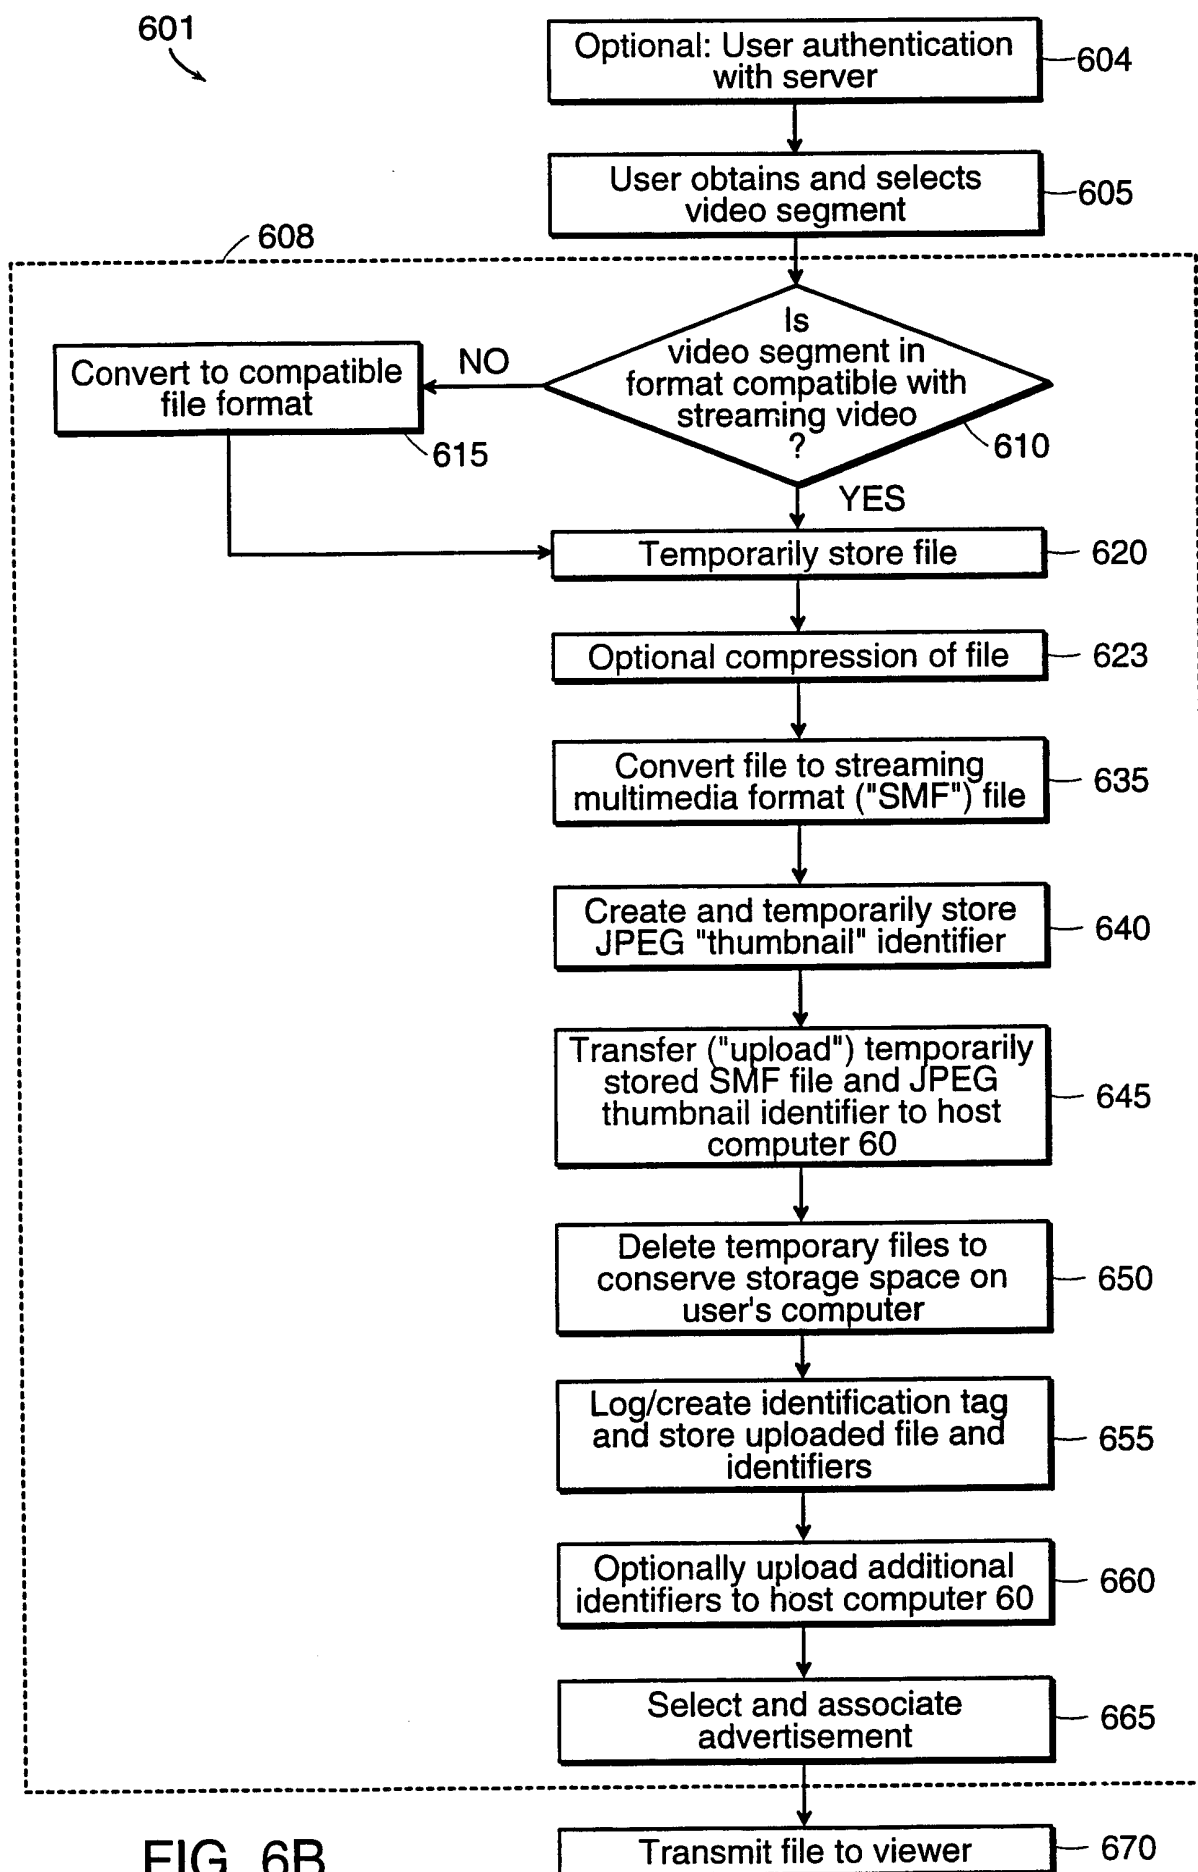 601
Optional: User authentication
with server
604
User obtains and selects
video segment
605
608
Is
video segment in
format compatible with
streaming video
?
610
NO
Convert to compatible
file format
615
YES
Temporarily store file
620
Optional compression of file
623
Convert file to streaming
multimedia format ("SMF") file
635
Create and temporarily store
JPEG "thumbnail" identifier
640
Transfer ("upload") temporarily
stored SMF file and JPEG
thumbnail identifier to host
computer 60
645
Delete temporary files to
conserve storage space on
user's computer
650
Log/create identification tag
and store uploaded file and
identifiers
655
Optionally upload additional
identifiers to host computer 60
660
Select and associate
advertisement
665
Transmit file to viewer
670
FIG. 6B